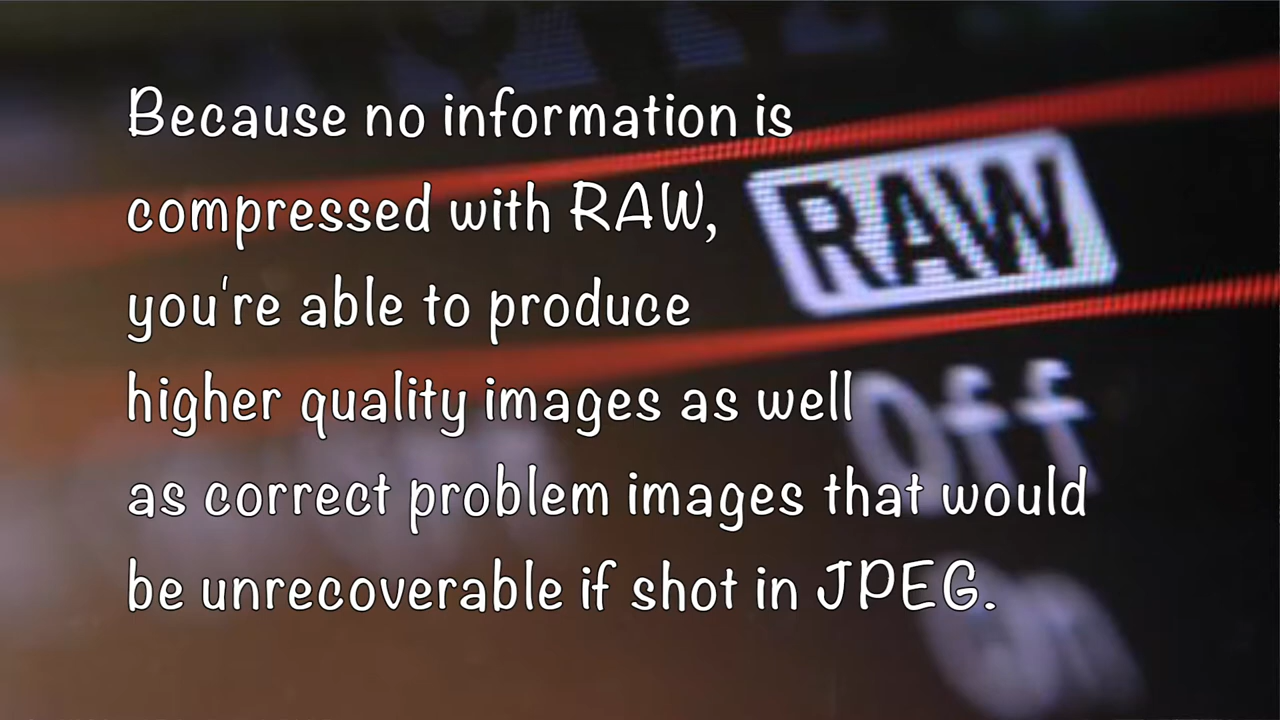 Because no information is
compressed with RAW,
RAW
you're able to produce
higher quality images as well
Off
as correct problem images that would
be unrecoverable if shot in JPEG.
On